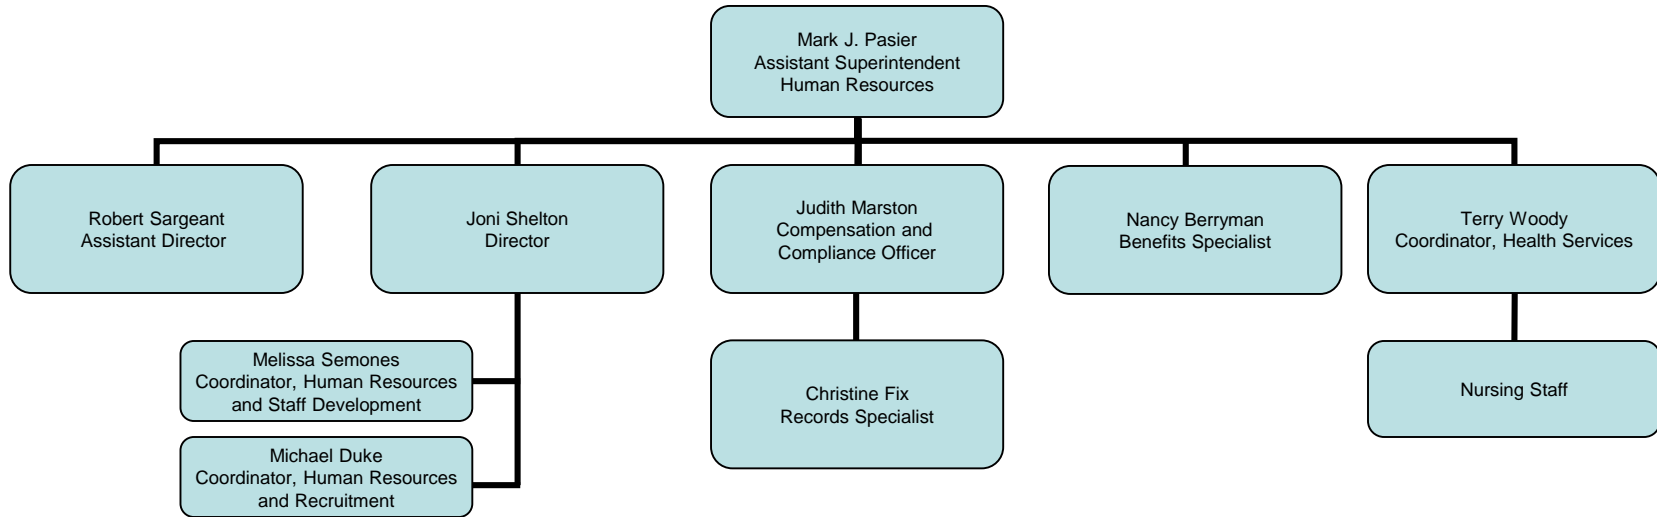 Mark J. Pasier
Assistant Superintendent
Human Resources
Robert Sargeant
Assistant Director
Joni Shelton
Director
Judith Marston
Compensation and
Compliance Officer
Nancy Berryman
Benefits Specialist
Terry Woody
Coordinator, Health Services
Melissa Semones
Coordinator, Human Resources
and Staff Development
Michael Duke
Coordinator, Human Resources
and Recruitment
Christine Fix
Records Specialist
Nursing Staff